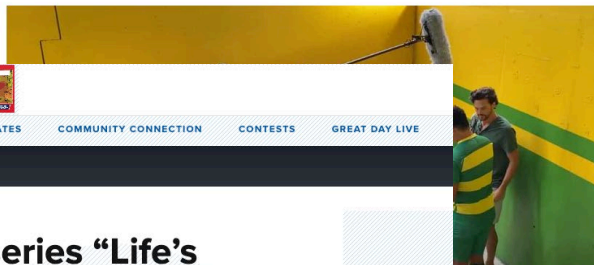 ATES COMMUNITY CONNECTION CONTESTS GREAT DAY LIVE
eries “Life’s